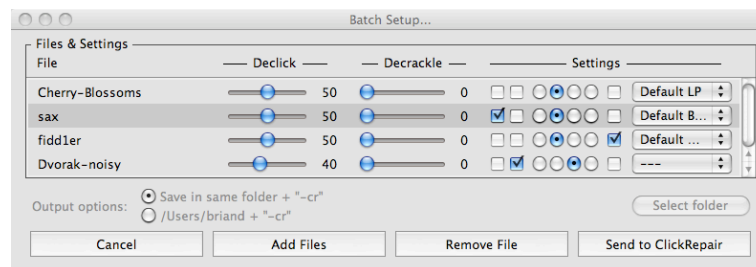 Batch Setup...
Files & Settings
File Declick Decrackle Settings
Cherry-Blossoms 50 0 Default LP
sax 50 0 Default B...
fidd1er 50 0 Default ...
Dvorak-noisy 40 0 ---
Output options: Save in same folder + "-cr"
/Users/briand + "-cr"
Select folder
Cancel Add Files Remove File Send to ClickRepair